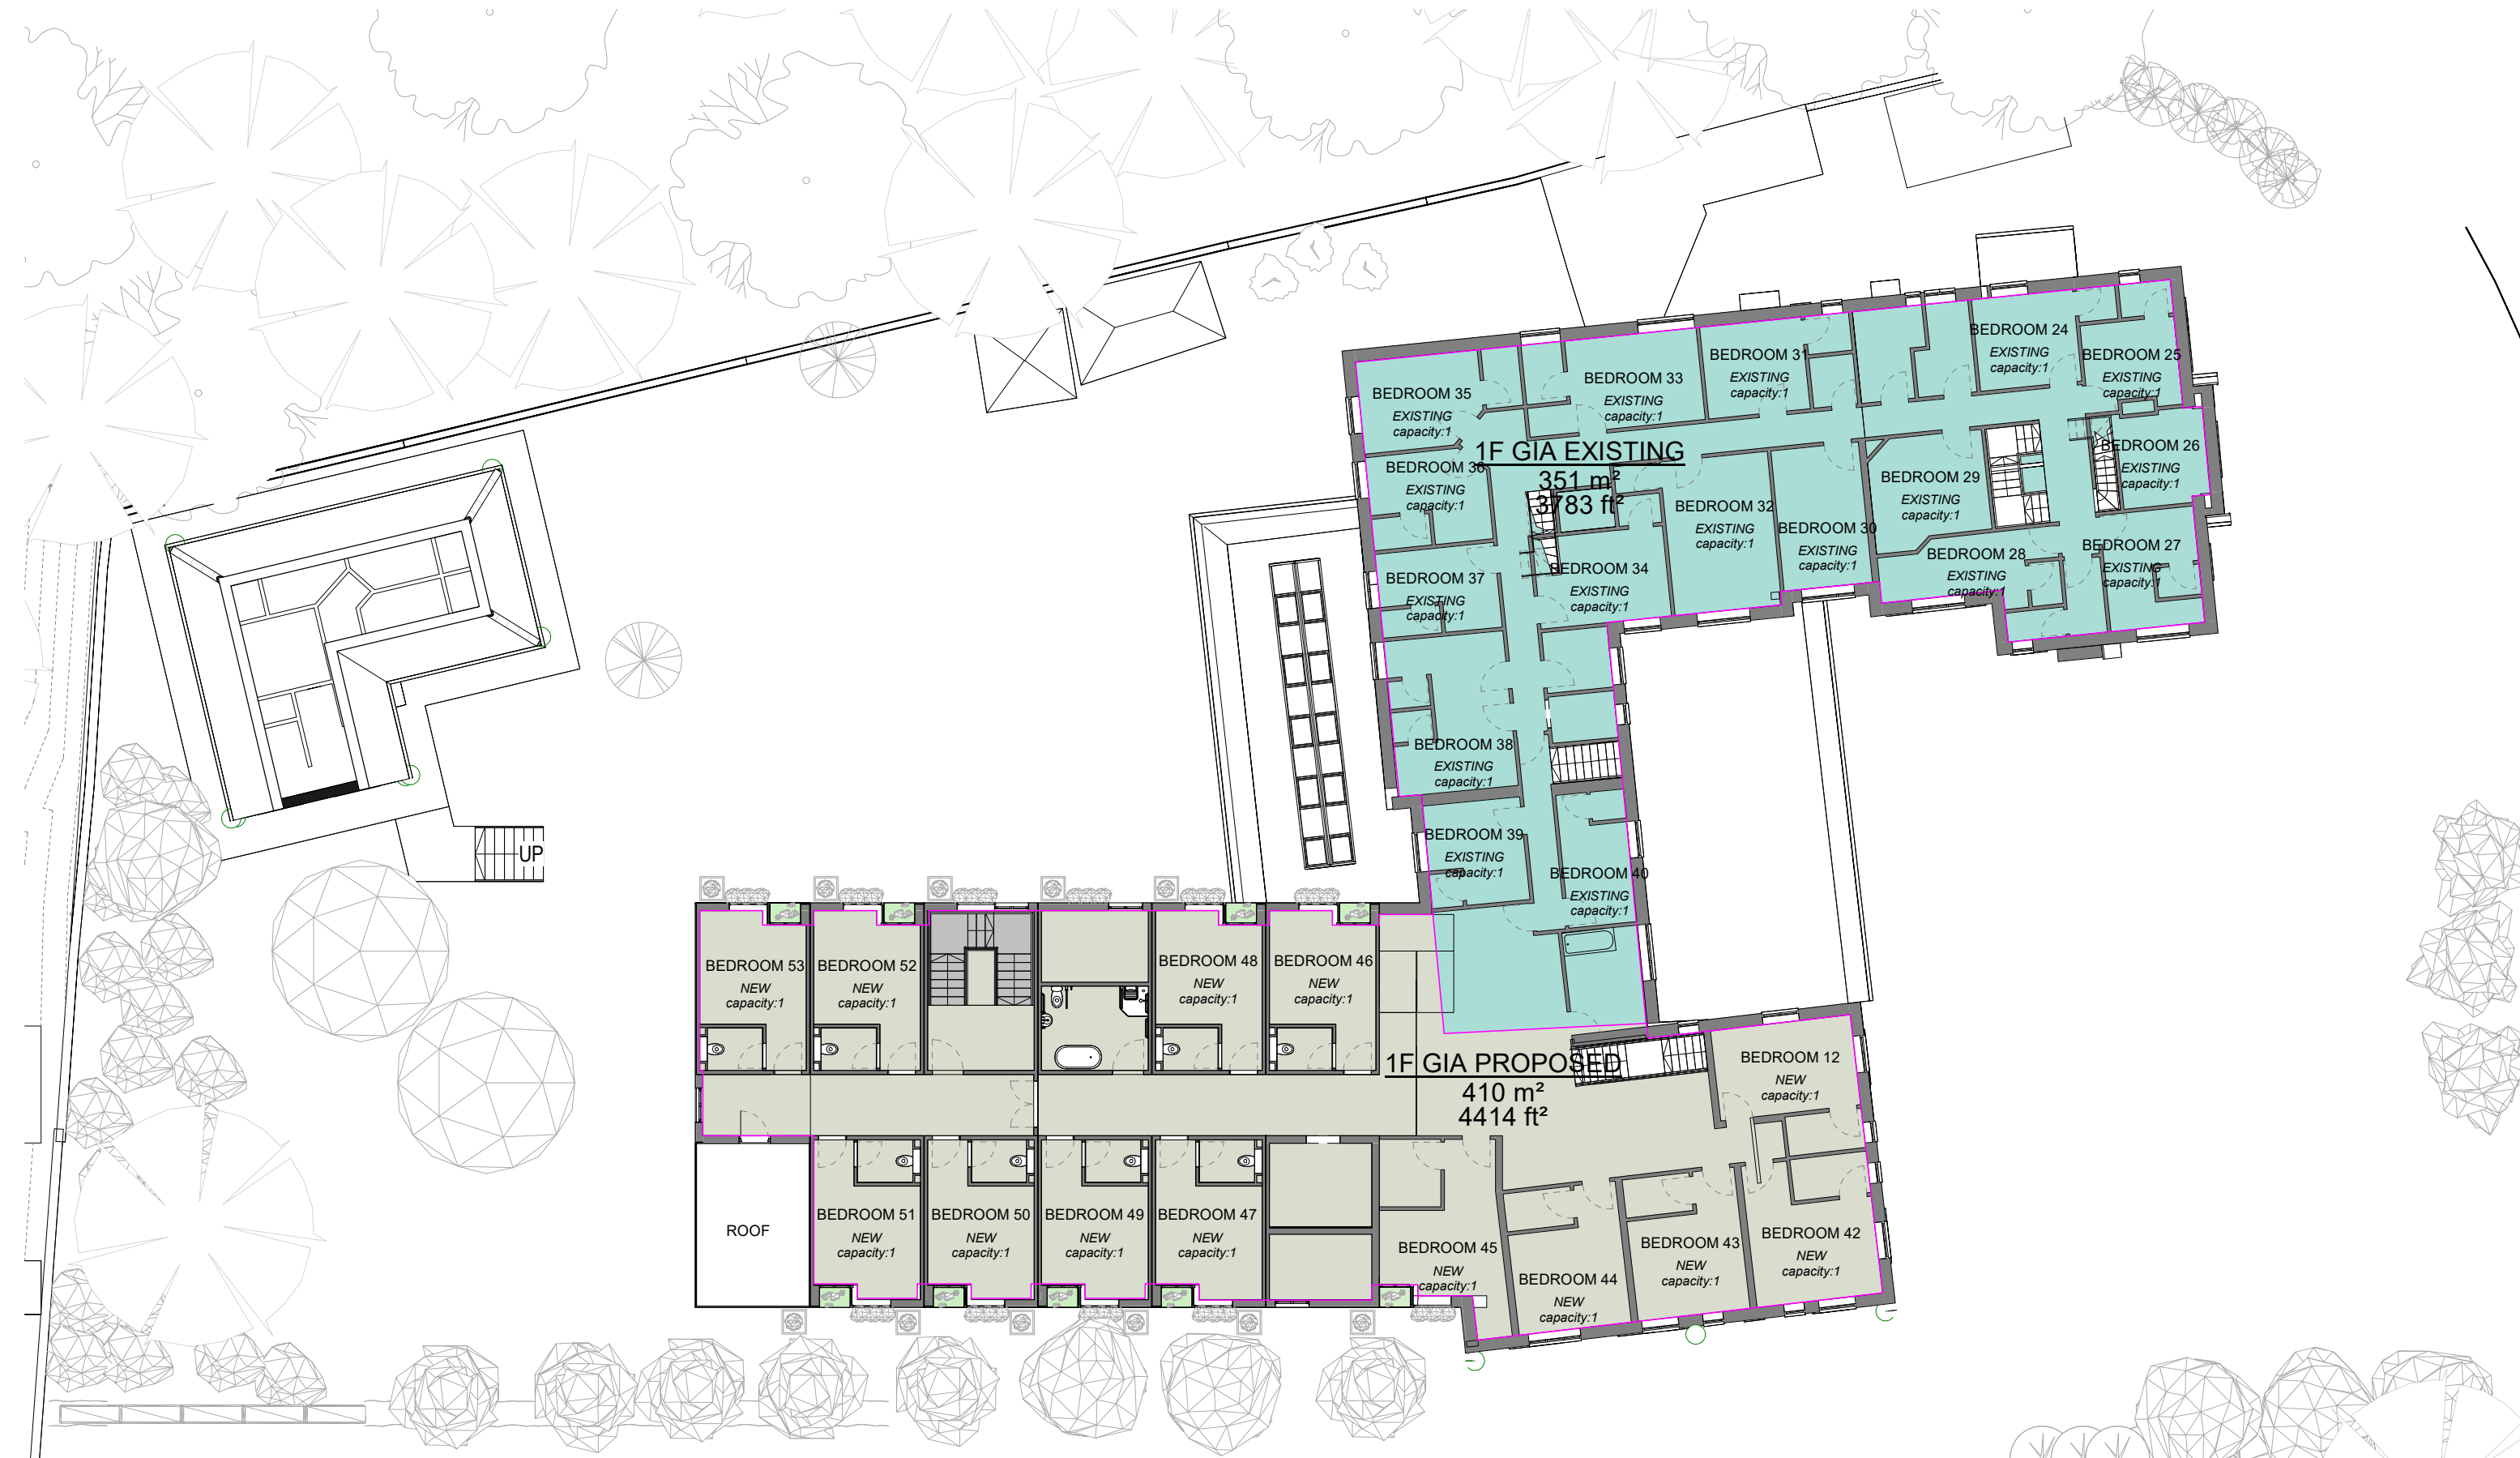 BEDROOM 24
EXISTING
capacity:1
BEDROOM 25
EXISTING
capacity:1
BEDROOM 31
EXISTING
capacity:1
BEDROOM 33
EXISTING
capacity:1
BEDROOM 35
EXISTING
capacity:1
1F GIA EXISTING
351 m²
3783 ft²
BEDROOM 26
EXISTING
capacity:1
BEDROOM 36
EXISTING
capacity:1
BEDROOM 29
EXISTING
capacity:1
BEDROOM 32
EXISTING
capacity:1
BEDROOM 30
EXISTING
capacity:1
BEDROOM 27
EXISTING
capacity:1
BEDROOM 28
EXISTING
capacity:1
BEDROOM 34
EXISTING
capacity:1
BEDROOM 37
EXISTING
capacity:1
BEDROOM 38
EXISTING
capacity:1
BEDROOM 39
EXISTING
capacity:1
BEDROOM 40
EXISTING
capacity:1
UP
BEDROOM 53
NEW
capacity:1
BEDROOM 52
NEW
capacity:1
BEDROOM 48
NEW
capacity:1
BEDROOM 46
NEW
capacity:1
1F GIA PROPOSED
410 m²
4414 ft²
BEDROOM 12
NEW
capacity:1
ROOF
BEDROOM 51
NEW
capacity:1
BEDROOM 50
NEW
capacity:1
BEDROOM 49
NEW
capacity:1
BEDROOM 47
NEW
capacity:1
BEDROOM 45
NEW
capacity:1
BEDROOM 44
NEW
capacity:1
BEDROOM 43
NEW
capacity:1
BEDROOM 42
NEW
capacity:1